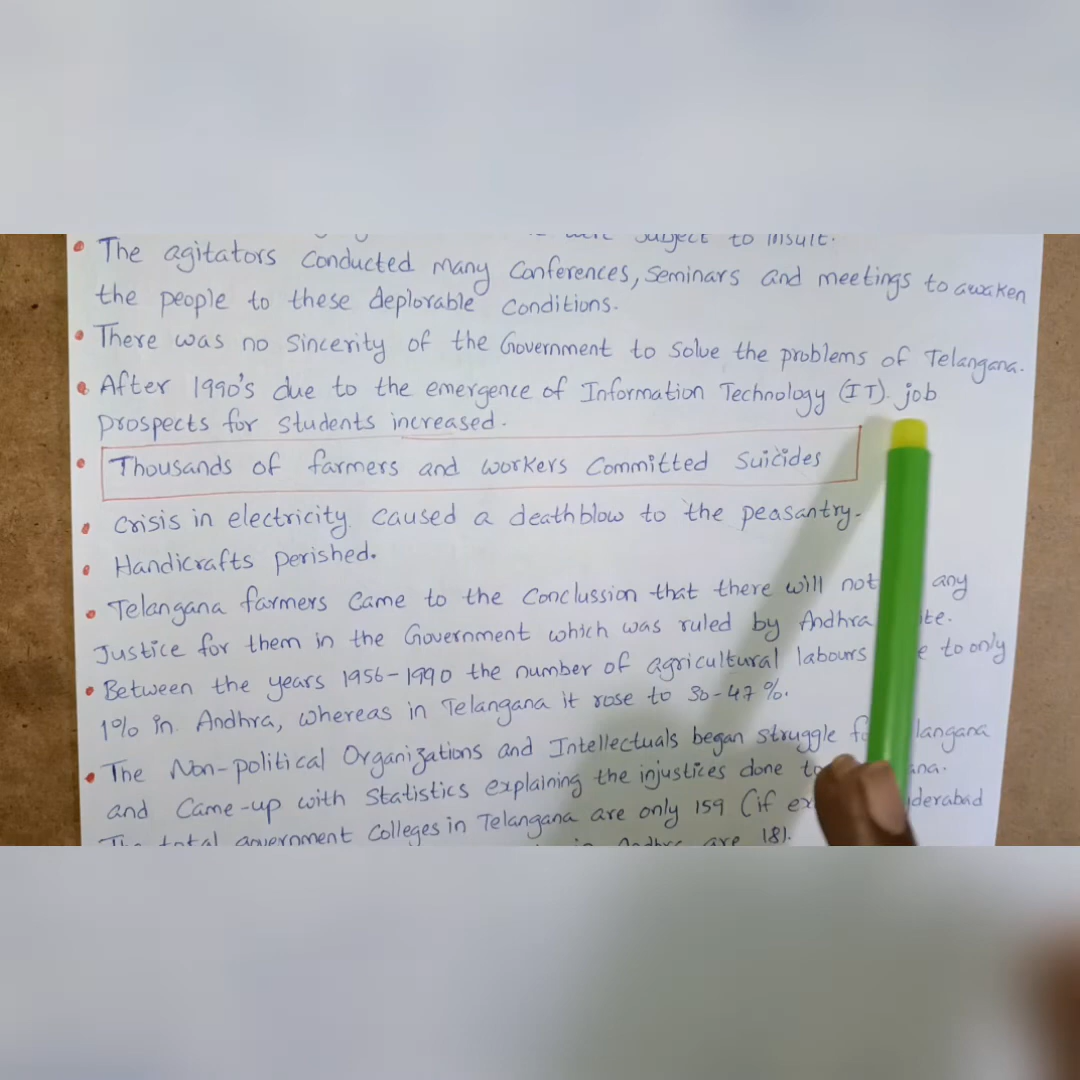 subject to insult.
• The agitators conducted many conferences, seminars and meetings to awaken
the people to these deplorable conditions.
• There was no sincerity of the Government to solve the problems of Telangana.
• After 1990's due to the emergence of Information Technology (IT). job
prospects for students increased.
• Thousands of farmers and workers committed suicides
• Crisis in electricity caused a deathblow to the peasantry.
• Handicrafts perished.
• Telangana farmers came to the conclussion that there will not any
Justice for them in the Government which was ruled by Andhra
• Between the years 1956-1990 the number of agricultural labours to only
1% in Andhra, whereas in Telangana it rose to 30-47%.
• The Non-political Organizations and Intellectuals began struggle
and came-up with statistics explaining the injustices done
The total government colleges in Telangana are only 159 (if
Andhra are 181.